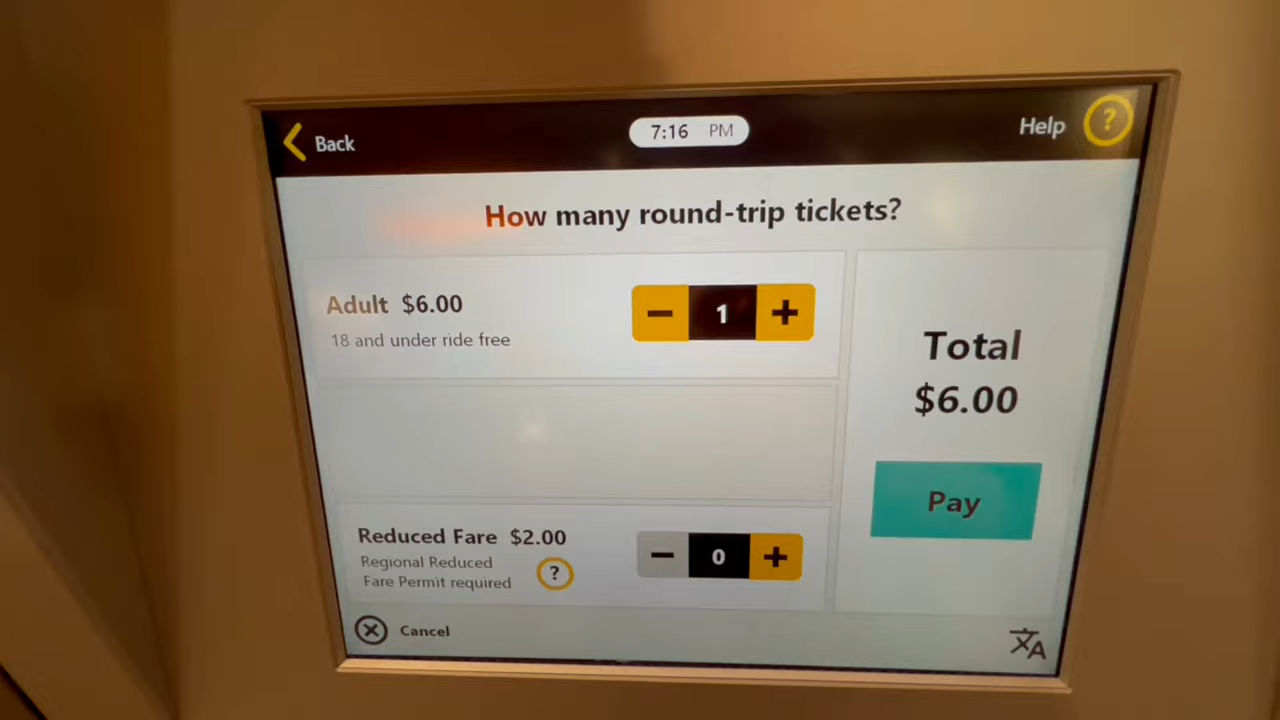 Back
7:16 PM
Help ?
How many round-trip tickets?
Adult $6.00
18 and under ride free
− 1 +
Total
$6.00
Pay
Reduced Fare $2.00
Regional Reduced
Fare Permit required
?
− 0 +
Cancel